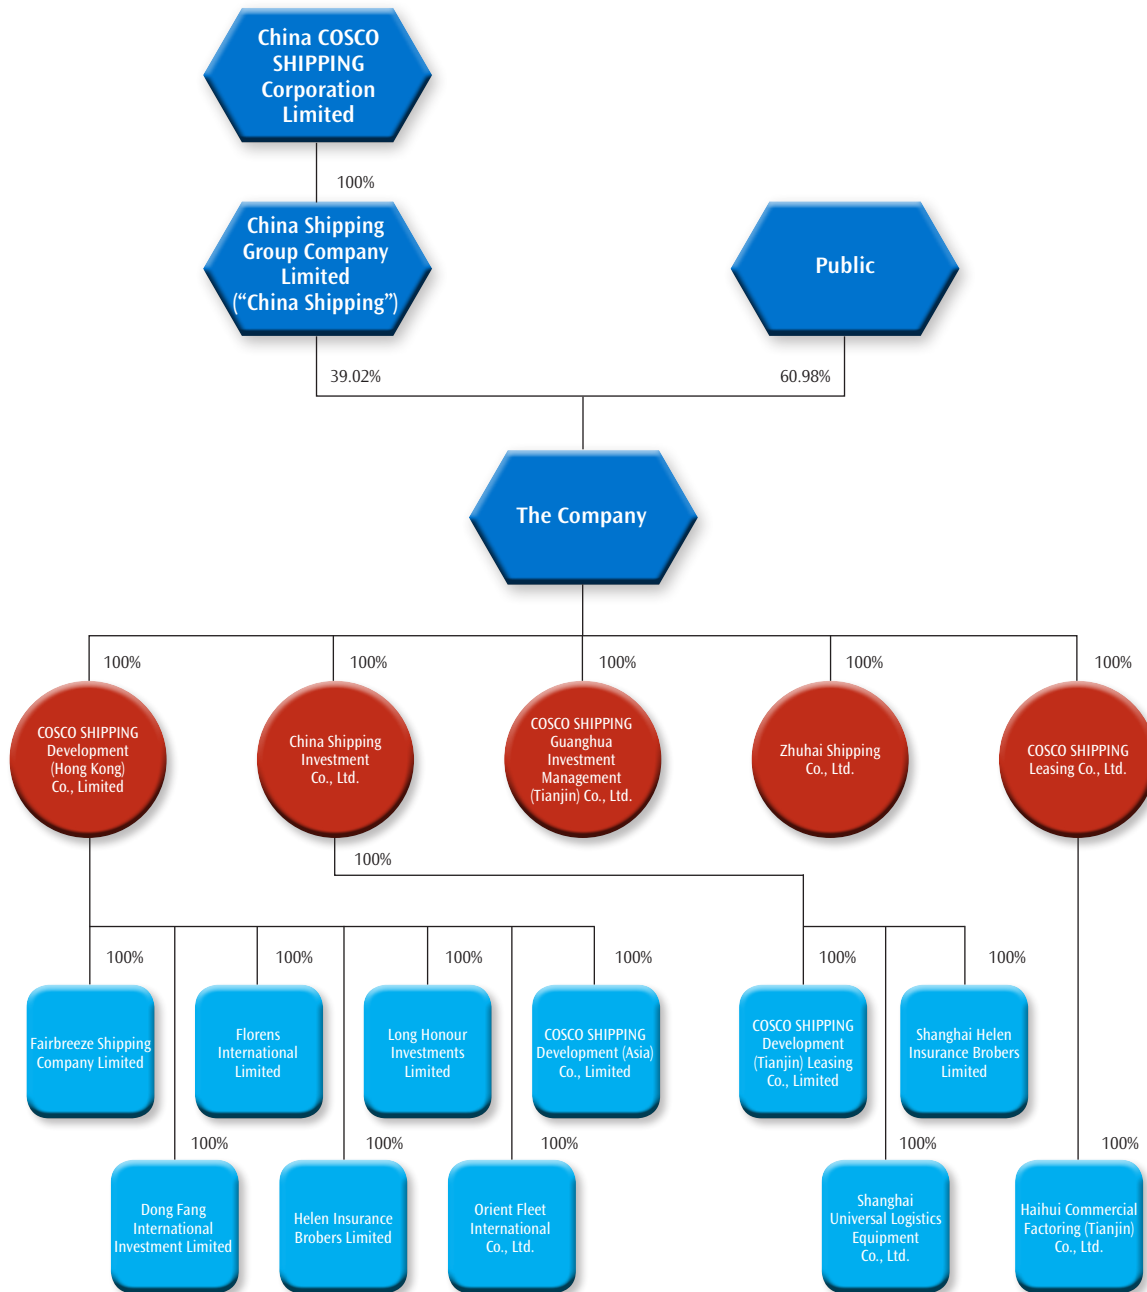 China COSCO
SHIPPING
Corporation
Limited
100%
China Shipping
Group Company
Limited
(“China Shipping”)
Public
39.02%
60.98%
The Company
100%
100%
100%
100%
100%
COSCO SHIPPING
Development
(Hong Kong)
Co., Limited
China Shipping
Investment
Co., Ltd.
COSCO SHIPPING
Guanghua
Investment
Management
(Tianjin) Co., Ltd.
Zhuhai Shipping
Co., Ltd.
COSCO SHIPPING
Leasing Co., Ltd.
100%
100%
100%
100%
100%
100%
100%
Fairbreeze Shipping
Company Limited
Florens
International
Limited
Long Honour
Investments
Limited
COSCO SHIPPING
Development (Asia)
Co., Limited
COSCO SHIPPING
Development
(Tianjin) Leasing
Co., Limited
Shanghai Helen
Insurance Brobers
Limited
100%
100%
100%
100%
100%
Dong Fang
International
Investment Limited
Helen Insurance
Brobers Limited
Orient Fleet
International
Co., Ltd.
Shanghai
Universal Logistics
Equipment
Co., Ltd.
Haihui Commercial
Factoring (Tianjin)
Co., Ltd.